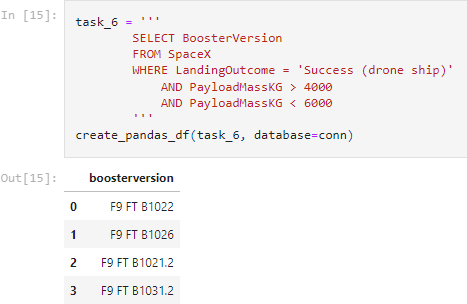 In [15]:
task_6 = '''
SELECT BoosterVersion
FROM SpaceX
WHERE LandingOutcome = 'Success (drone ship)'
AND PayloadMassKG > 4000
AND PayloadMassKG < 6000
'''
create_pandas_df(task_6, database=conn)
Out[15]:
boosterversion
0 F9 FT B1022
1 F9 FT B1026
2 F9 FT B1021.2
3 F9 FT B1031.2